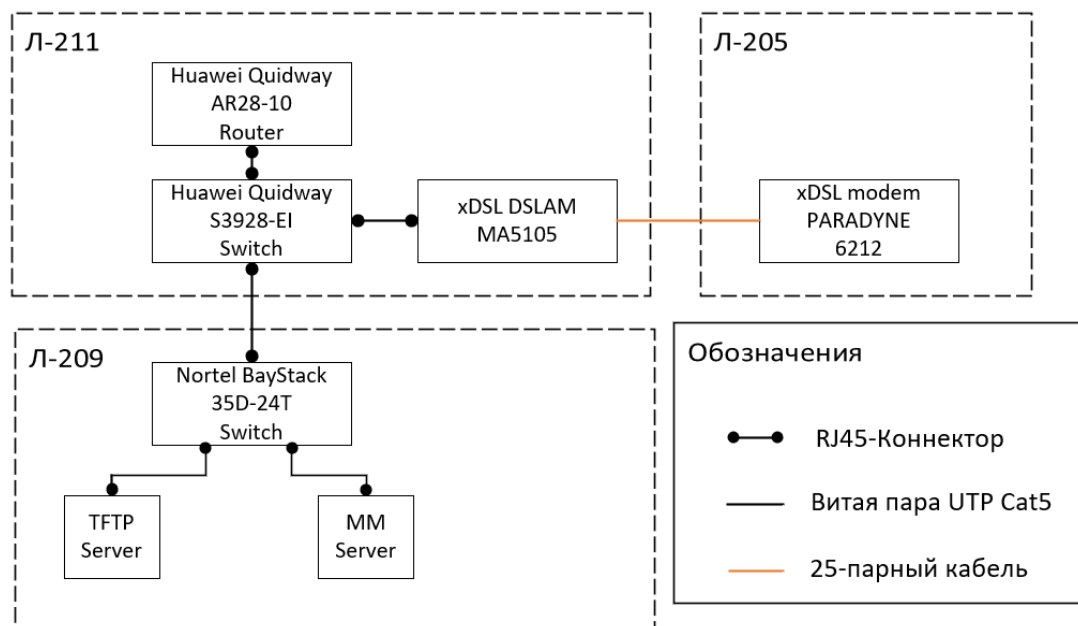 Л-211
Huawei Quidway
AR28-10
Router
Huawei Quidway
S3928-EI
Switch
xDSL DSLAM
MA5105
Л-205
xDSL modem
PARADYNE
6212
Л-209
Nortel BayStack
35D-24T
Switch
TFTP
Server
MM
Server
Обозначения
RJ45-Коннектор
Витая пара UTP Cat5
25-парный кабель